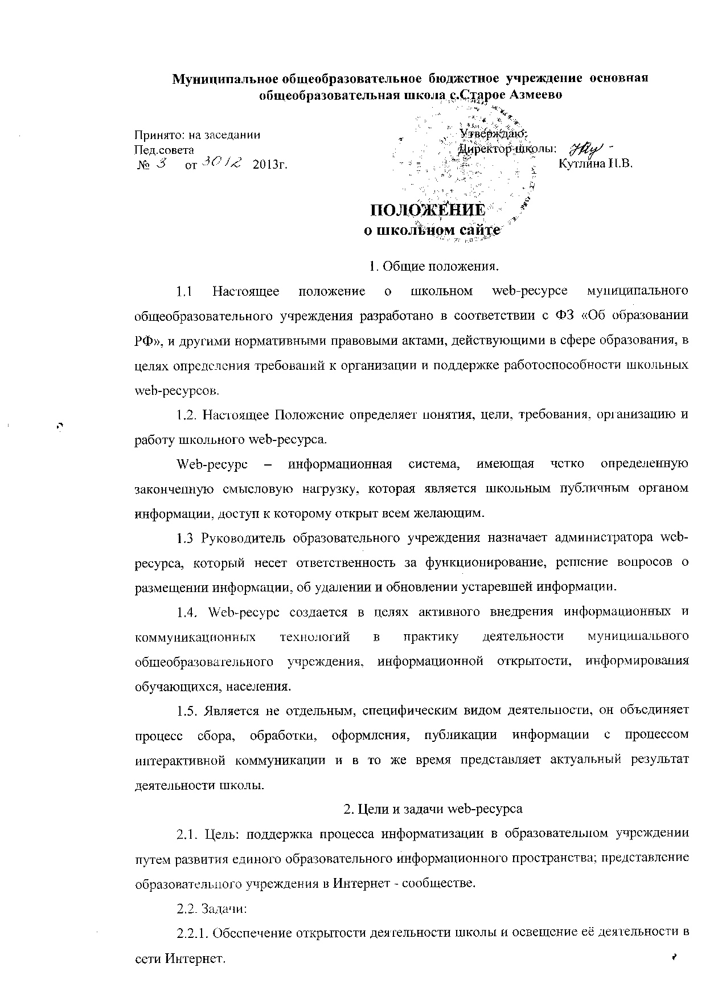 Муниципальное общеобразовательное бюджетное учреждение основная
общеобразовательная школа с.Старое Азмеево
Принято: на заседании
Пед.совета
№ 3 от 30/12 2013г.
Утверждаю:
Директор школы:
Кутлина Н.В.
ПОЛОЖЕНИЕ
о школьном сайте
1. Общие положения.
1.1 Настоящее положение о школьном web-ресурсе муниципального
общеобразовательного учреждения разработано в соответствии с ФЗ «Об образовании
РФ», и другими нормативными правовыми актами, действующими в сфере образования, в
целях определения требований к организации и поддержке работоспособности школьных
web-ресурсов.
1.2. Настоящее Положение определяет понятия, цели, требования, организацию и
работу школьного web-ресурса.
Web-ресурс – информационная система, имеющая четко определенную
законченную смысловую нагрузку, которая является школьным публичным органом
информации, доступ к которому открыт всем желающим.
1.3 Руководитель образовательного учреждения назначает администратора web-
ресурса, который несет ответственность за функционирование, решение вопросов о
размещении информации, об удалении и обновлении устаревшей информации.
1.4. Web-ресурс создается в целях активного внедрения информационных и
коммуникационных технологий в практику деятельности муниципального
общеобразовательного учреждения, информационной открытости, информирования
обучающихся, населения.
1.5. Является не отдельным, специфическим видом деятельности, он объединяет
процесс сбора, обработки, оформления, публикации информации с процессом
интерактивной коммуникации и в то же время представляет актуальный результат
деятельности школы.
2. Цели и задачи web-ресурса
2.1. Цель: поддержка процесса информатизации в образовательном учреждении
путем развития единого образовательного информационного пространства; представление
образовательного учреждения в Интернет - сообществе.
2.2. Задачи:
2.2.1. Обеспечение открытости деятельности школы и освещение её деятельности в
сети Интернет.